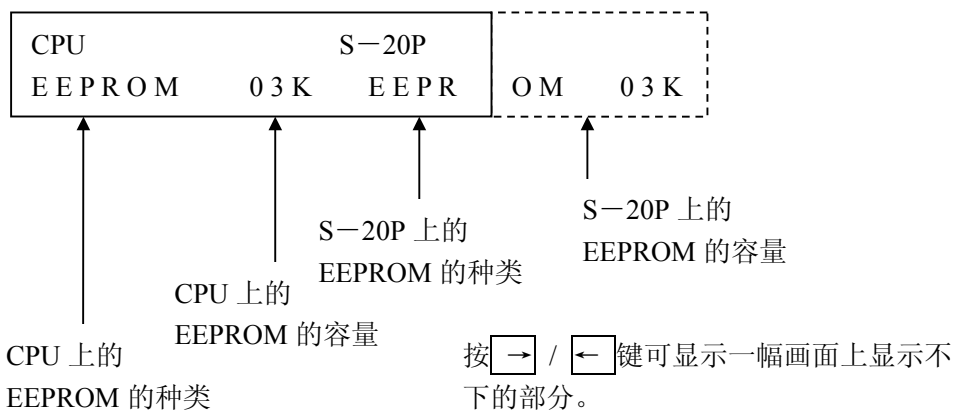 CPU S－20P
EEPROM 03K EEPR OM 03K
S－20P 上的
EEPROM 的容量
S－20P 上的
EEPROM 的种类
CPU 上的
EEPROM 的容量
CPU 上的
EEPROM 的种类
按 → / ← 键可显示一幅画面上显示不
下的部分。